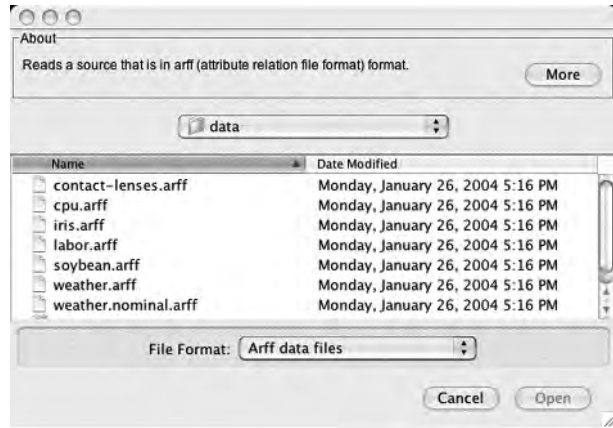 About
Reads a source that is in arff (attribute relation file format) format.
More
data
Name Date Modified
contact-lenses.arff Monday, January 26, 2004 5:16 PM
cpu.arff Monday, January 26, 2004 5:16 PM
iris.arff Monday, January 26, 2004 5:16 PM
labor.arff Monday, January 26, 2004 5:16 PM
soybean.arff Monday, January 26, 2004 5:16 PM
weather.arff Monday, January 26, 2004 5:16 PM
weather.nominal.arff Monday, January 26, 2004 5:16 PM
File Format: Arff data files
Cancel Open